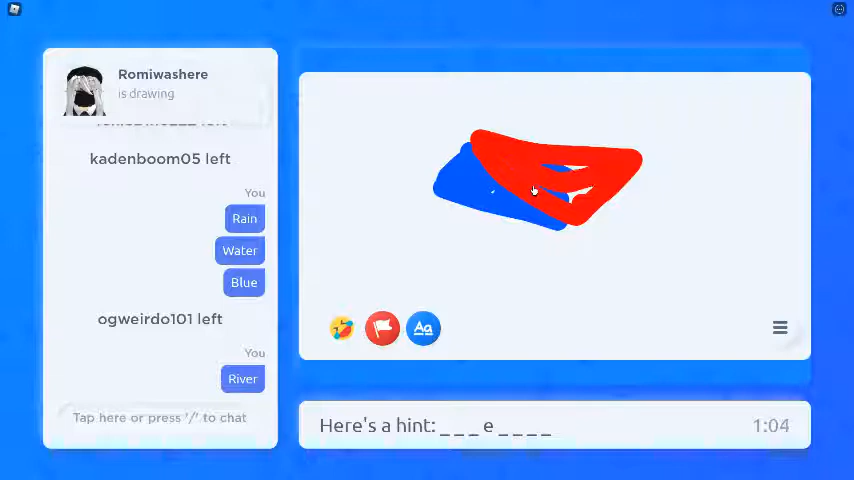 Romiwashere
is drawing
kadenboom05 left
You
Rain
Water
Blue
ogweirdo101 left
You
River
Tap here or press '/' to chat
Aa
Here's a hint: _ _ _ e _ _ _ _
1:04